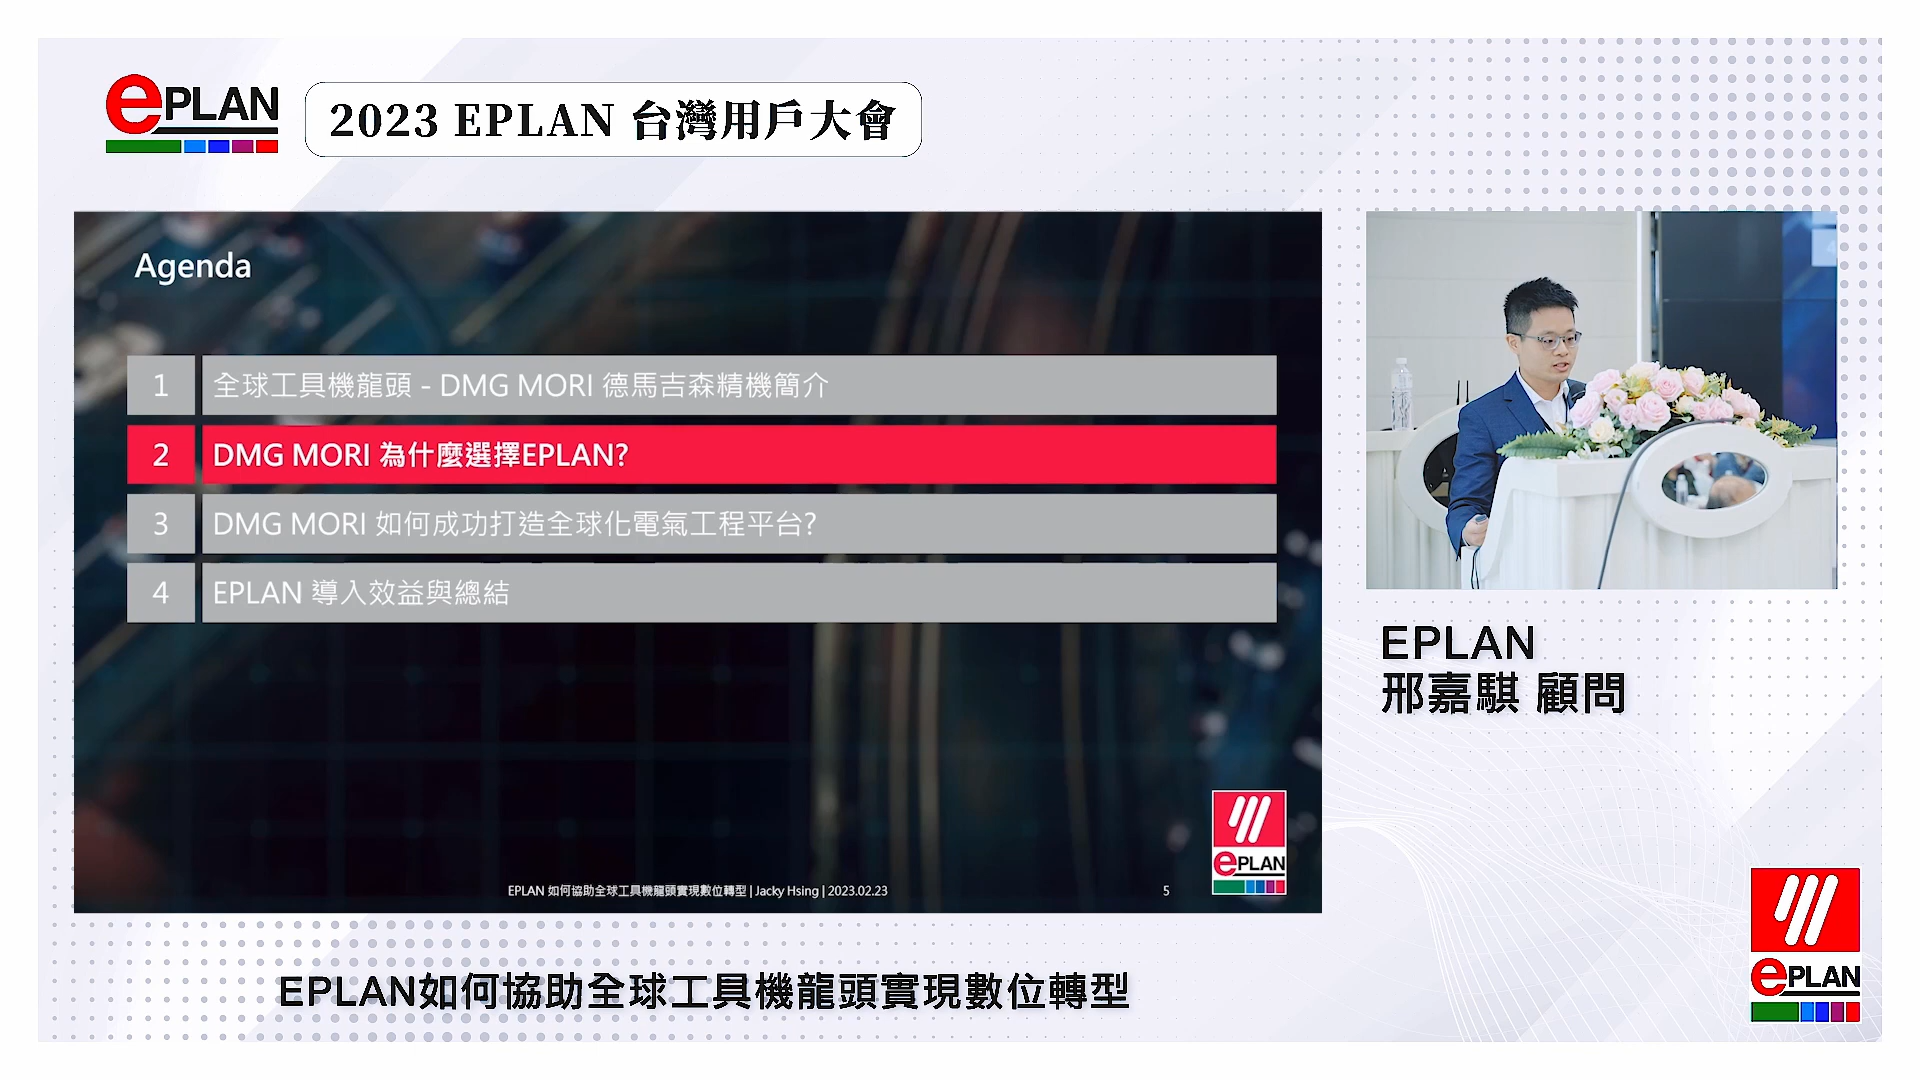 ePLAN
2023 EPLAN 台灣用戶大會
Agenda
1 全球工具機龍頭 - DMG MORI 德馬吉森精機簡介
2 DMG MORI 為什麼選擇EPLAN?
3 DMG MORI 如何成功打造全球化電氣工程平台?
4 EPLAN 導入效益與總結
ePLAN
EPLAN 如何協助全球工具機龍頭實現數位轉型 | Jacky Hsing | 2023.02.23
5
EPLAN
邢嘉騏 顧問
ePLAN
EPLAN如何協助全球工具機龍頭實現數位轉型